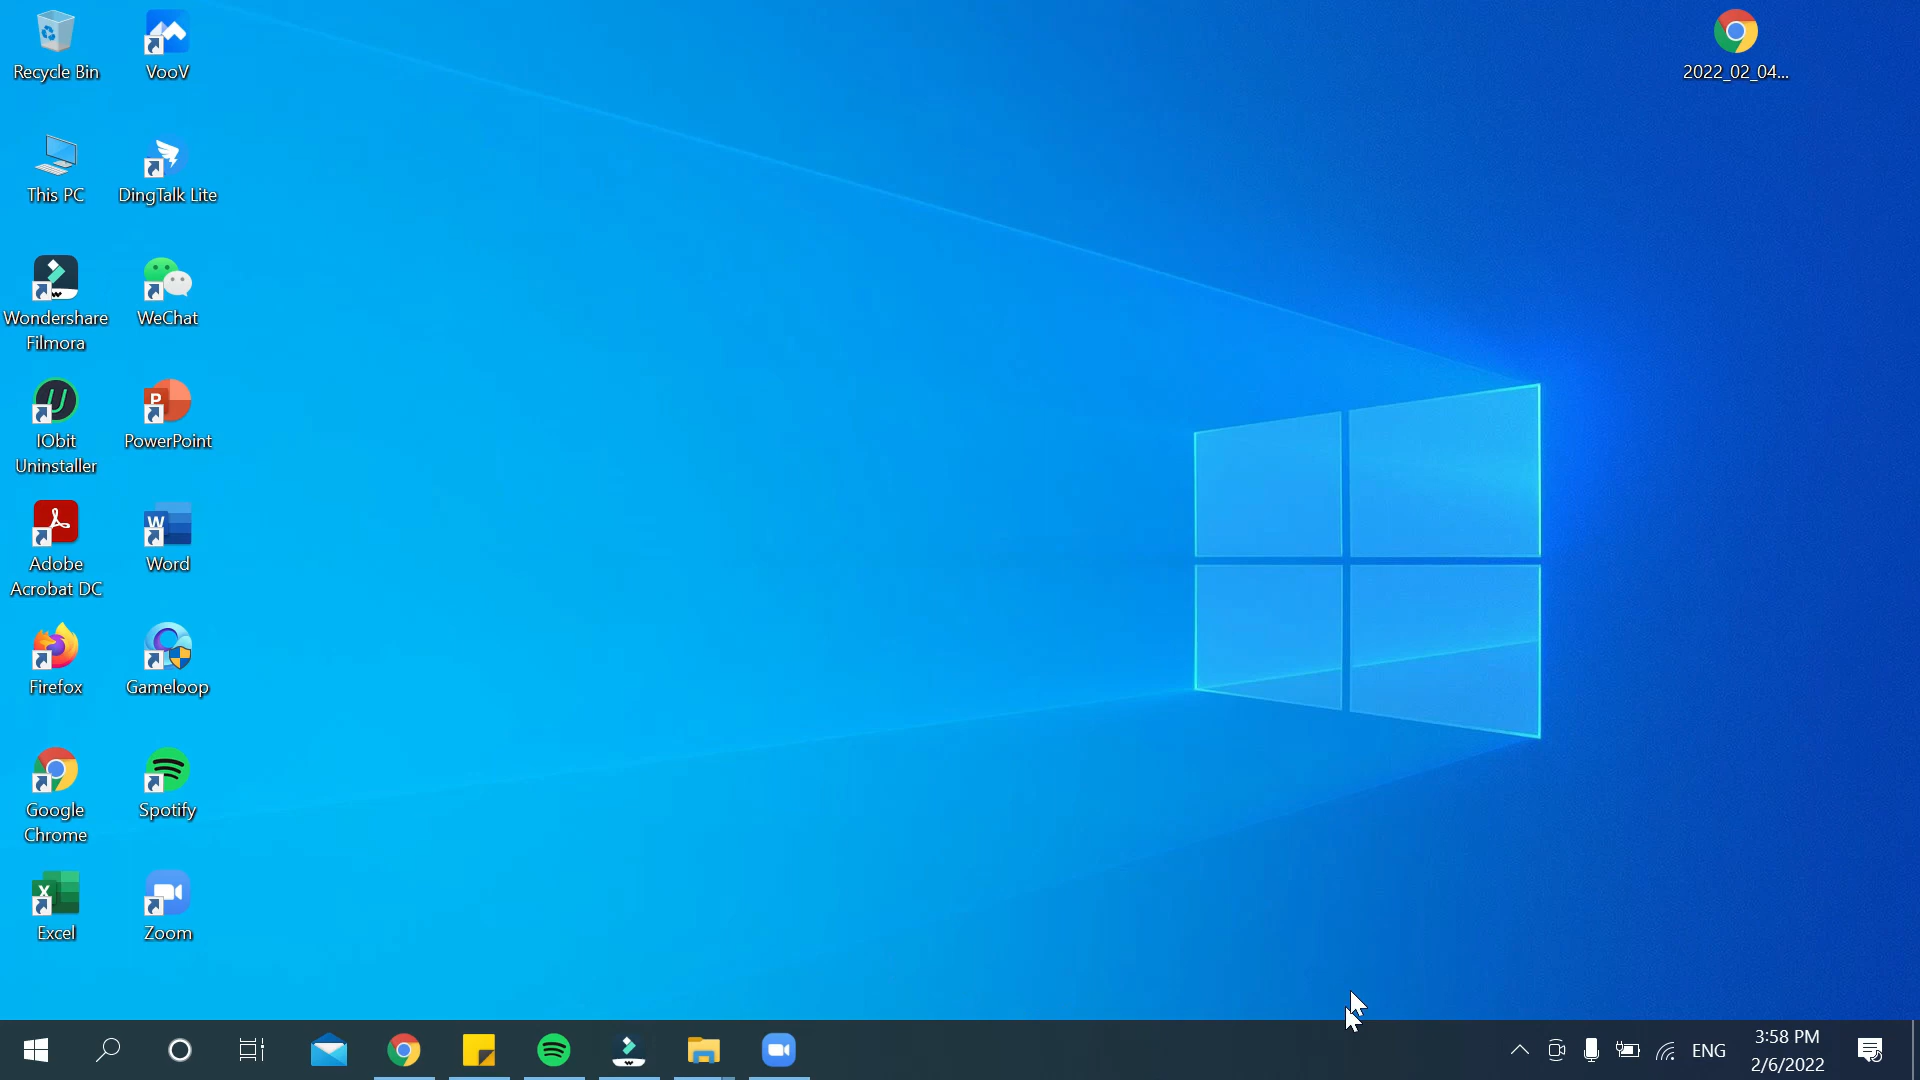 Recycle Bin
VooV
2022_02_04...
This PC
DingTalk Lite
Wondershare
Filmora
WeChat
IObit
Uninstaller
PowerPoint
Adobe
Acrobat DC
Word
Firefox
Gameloop
Google
Chrome
Spotify
Excel
Zoom
ENG
3:58 PM
2/6/2022